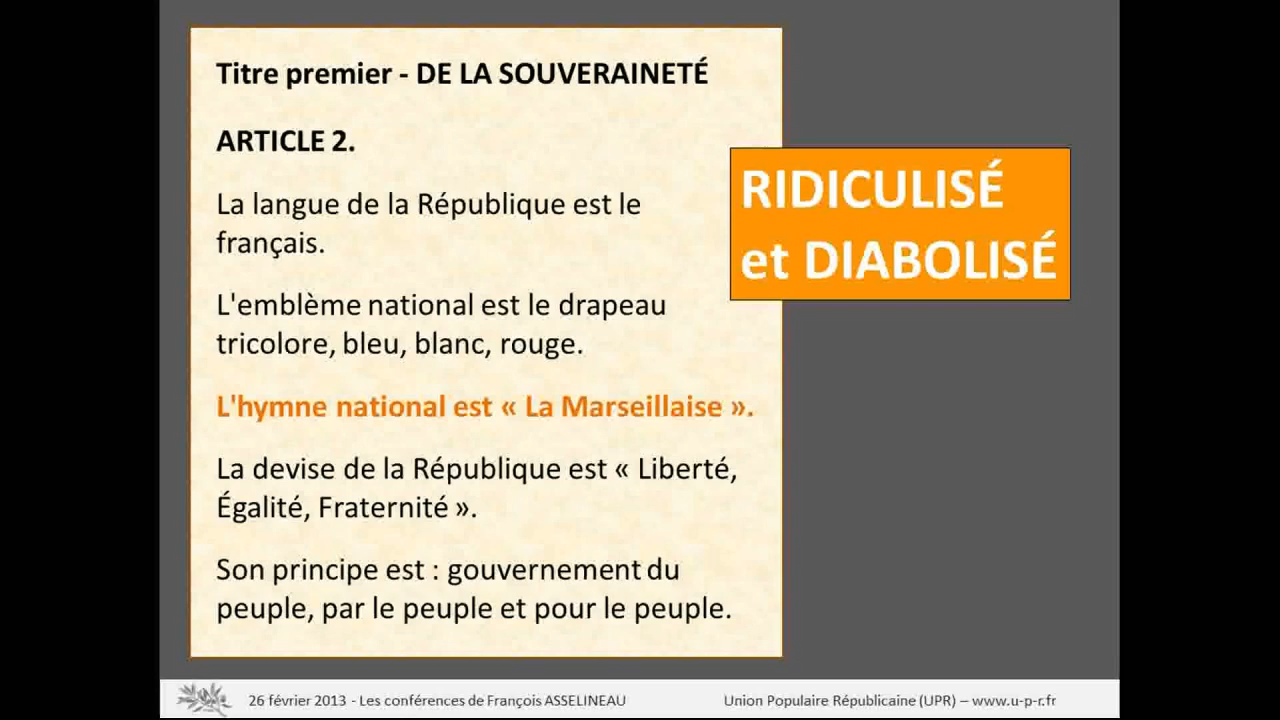 Titre premier - DE LA SOUVERAINETÉ
ARTICLE 2.
La langue de la République est le
français.
L'emblème national est le drapeau
tricolore, bleu, blanc, rouge.
L'hymne national est « La Marseillaise ».
La devise de la République est « Liberté,
Égalité, Fraternité ».
Son principe est : gouvernement du
peuple, par le peuple et pour le peuple.
RIDICULISÉ
et DIABOLISÉ
26 février 2013 - Les conférences de François ASSELINEAU
Union Populaire Républicaine (UPR) – www.u-p-r.fr